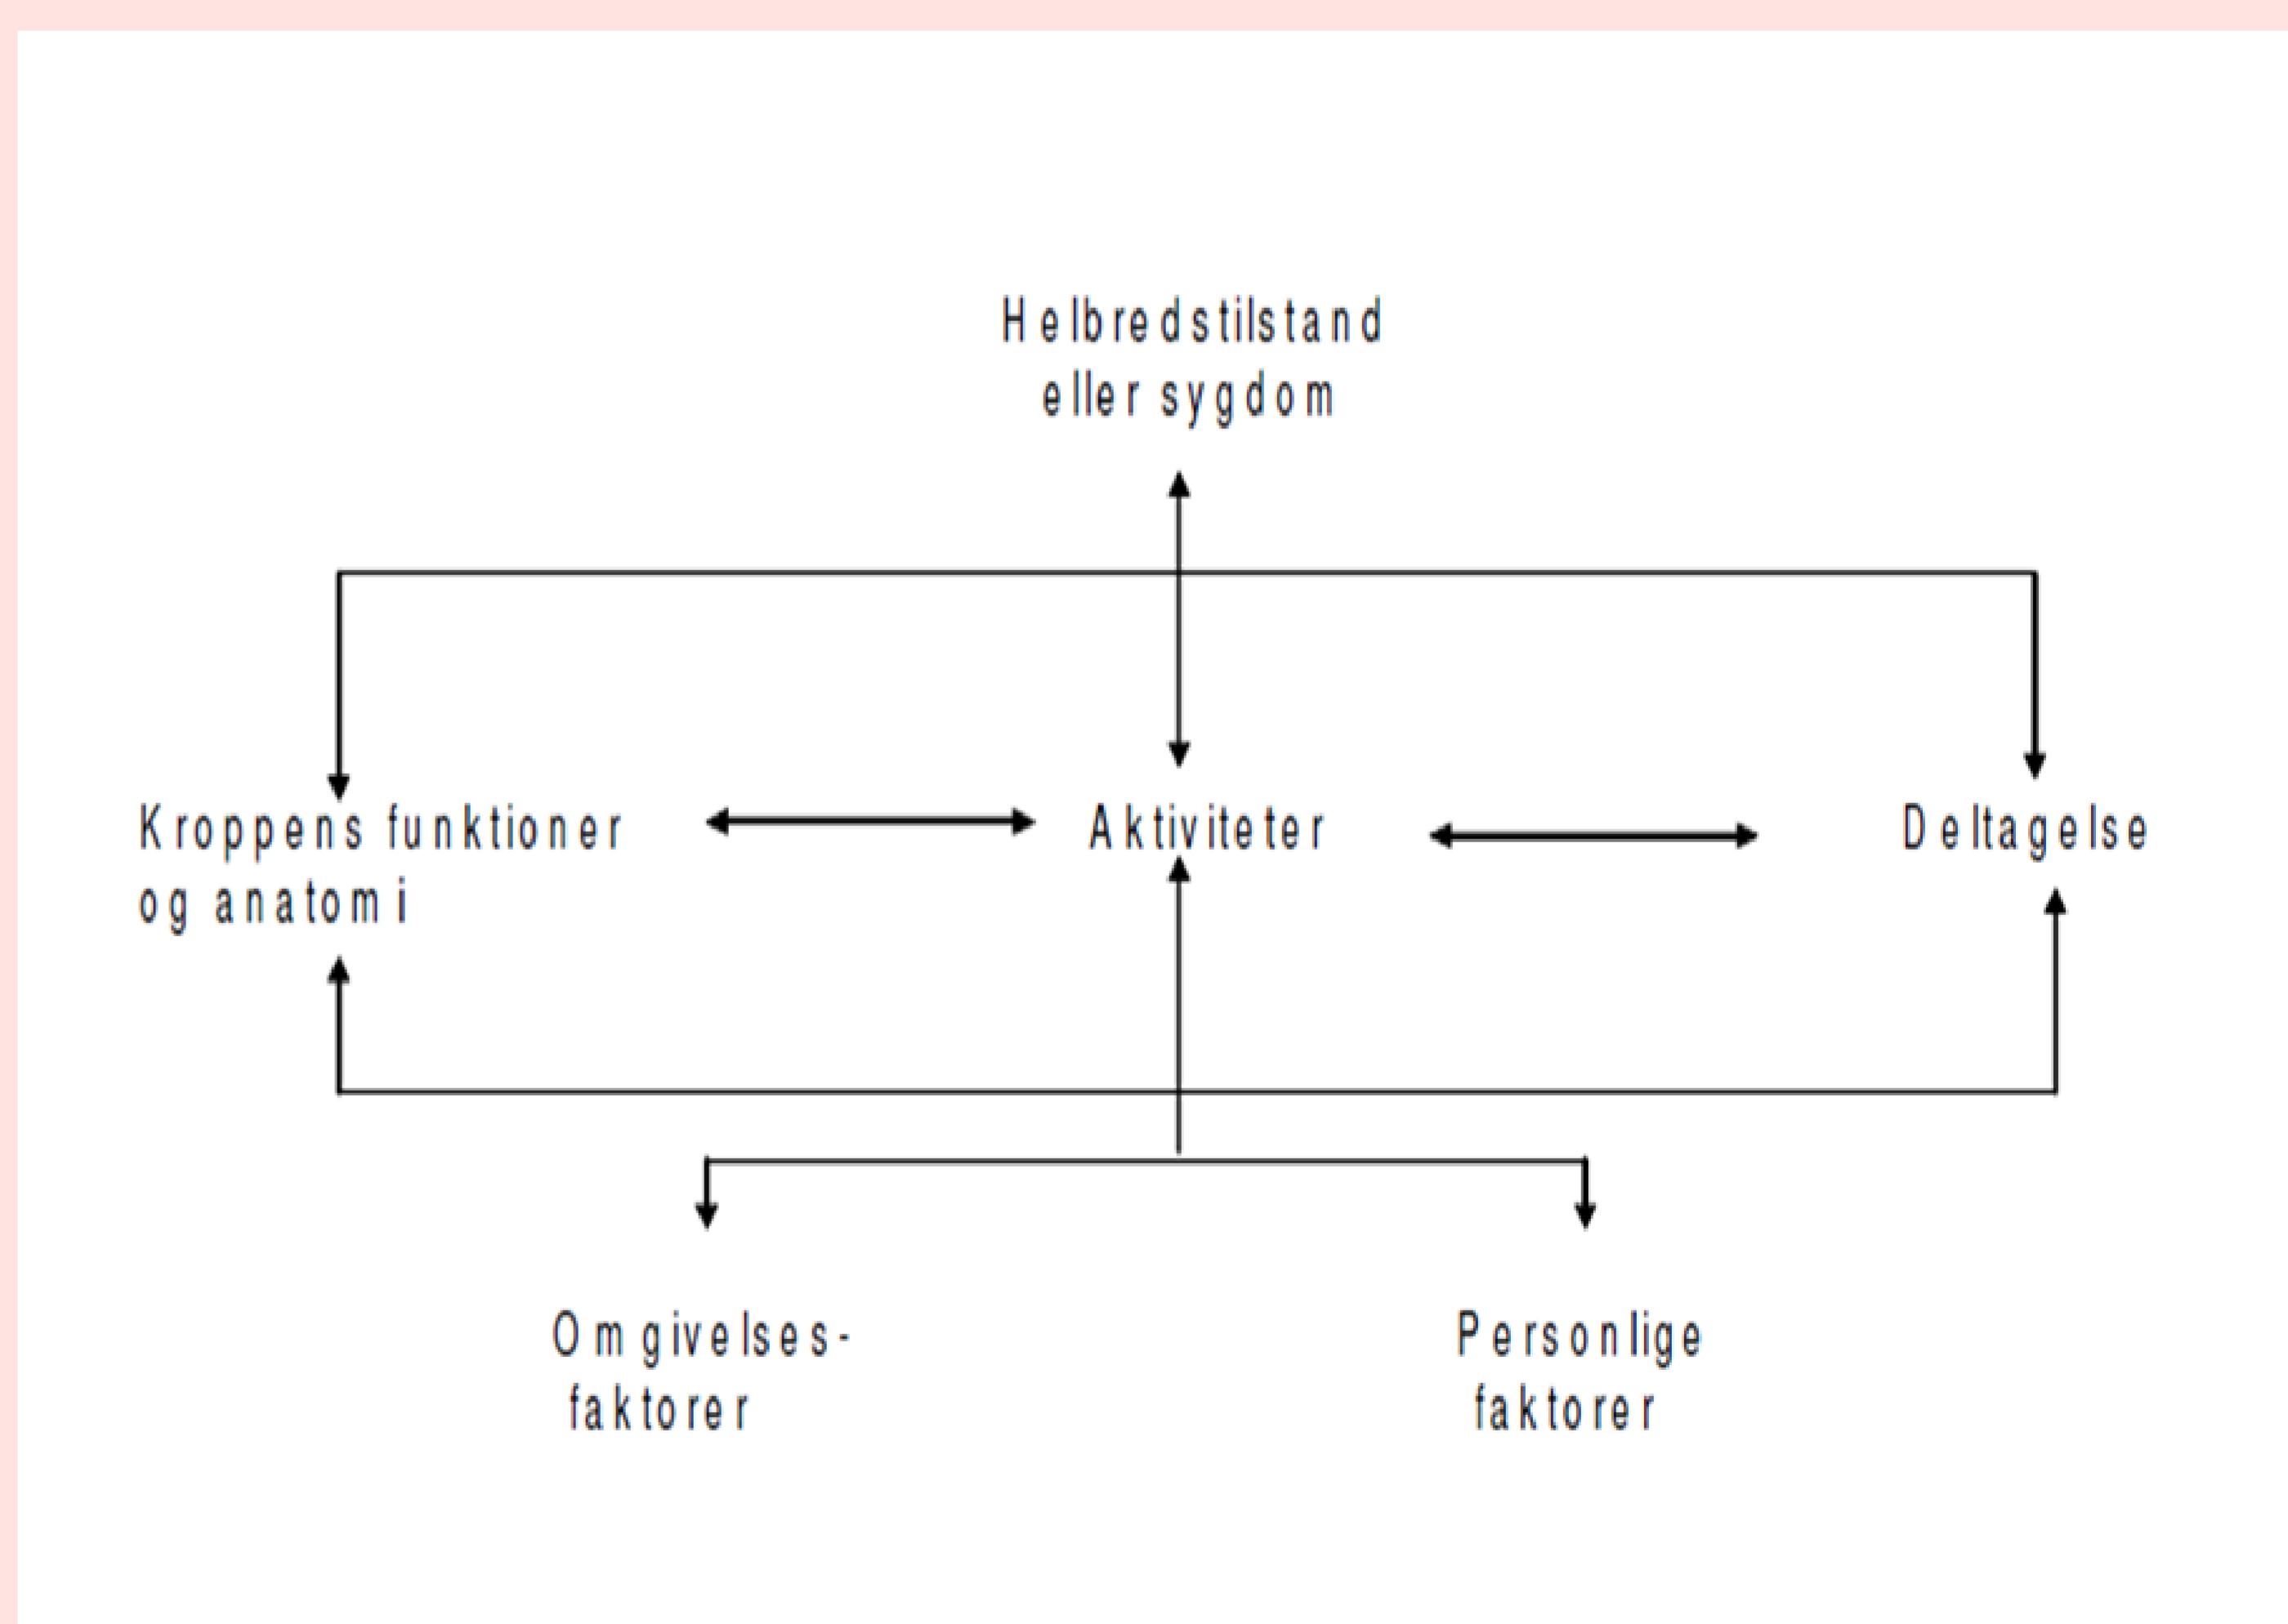 Helbredstilstand
eller sygdom
Kroppens funktioner
og anatomi
Aktiviteter
Deltagelse
Omgivelses-
faktorer
Personlige
faktorer